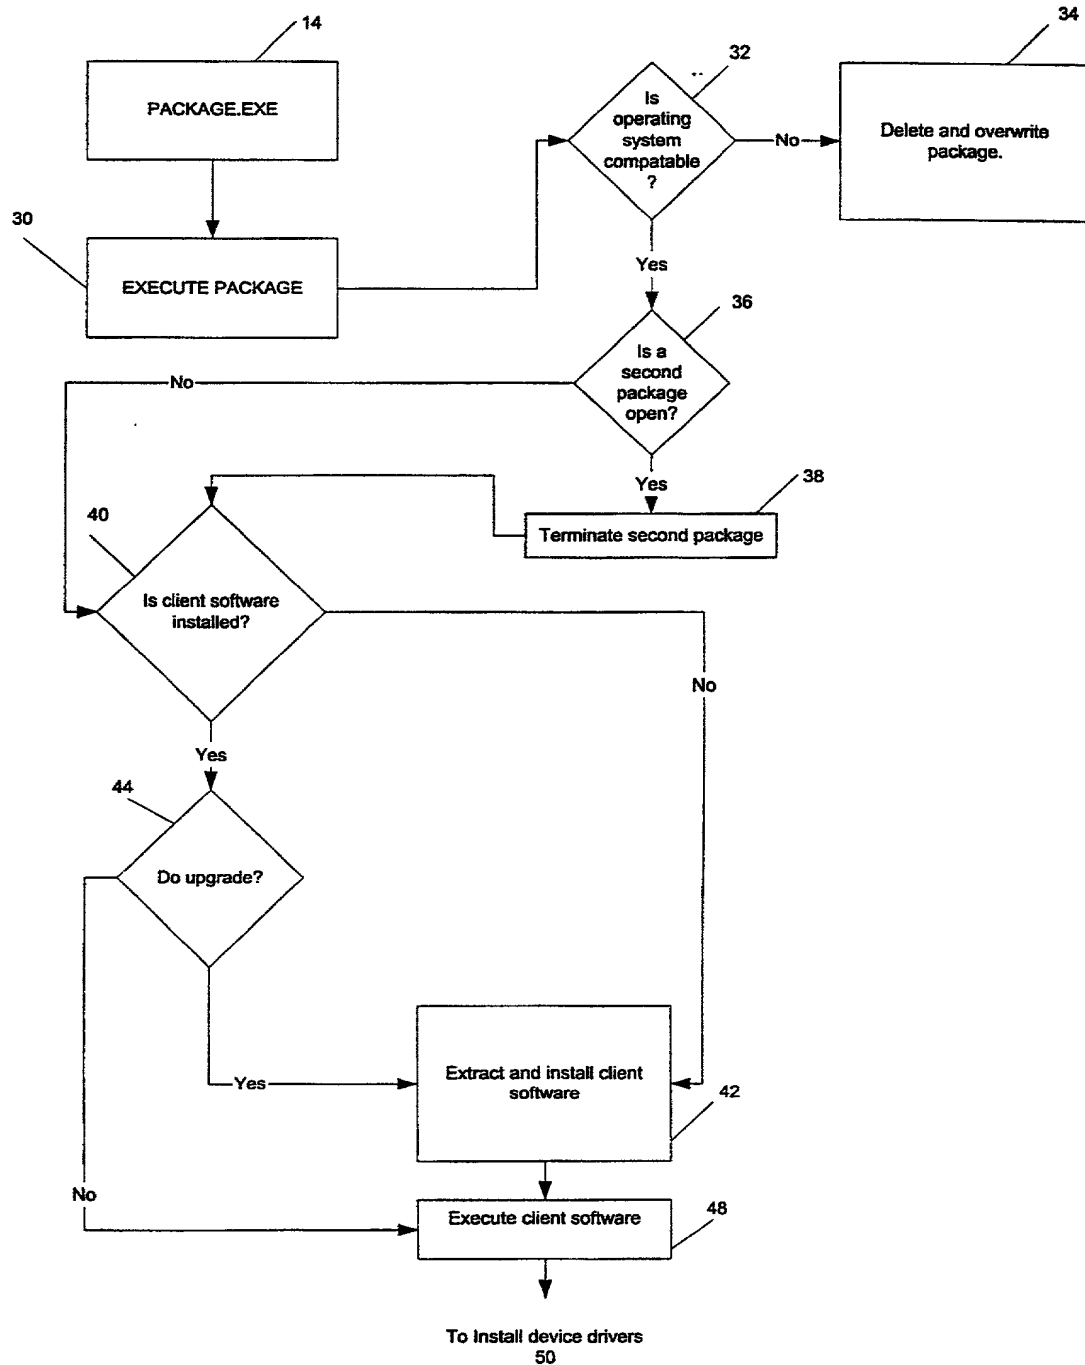 14
PACKAGE.EXE
30
EXECUTE PACKAGE
32
Is
operating
system
compatable
?
No
34
Delete and overwrite
package.
Yes
36
Is a
second
package
open?
No
Yes
38
Terminate second package
40
Is client software
installed?
No
Yes
44
Do upgrade?
Yes
Extract and install client
software
42
No
Execute client software
48
To Install device drivers
50